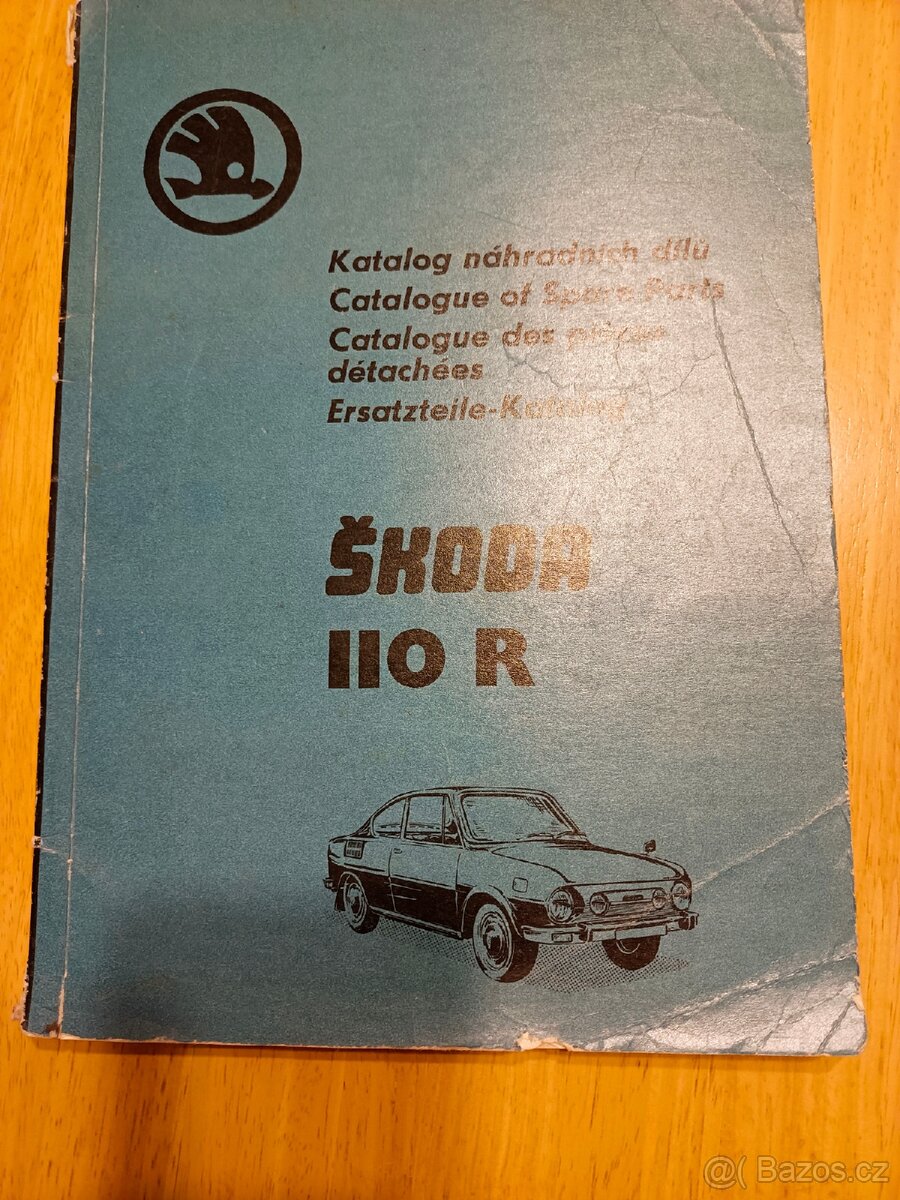 Katalog náhradních dílů
Catalogue of Spare Parts
Catalogue des pièces
détachées
Ersatzteile-Katalog
ŠKODA
110 R
@( Bazos.cz